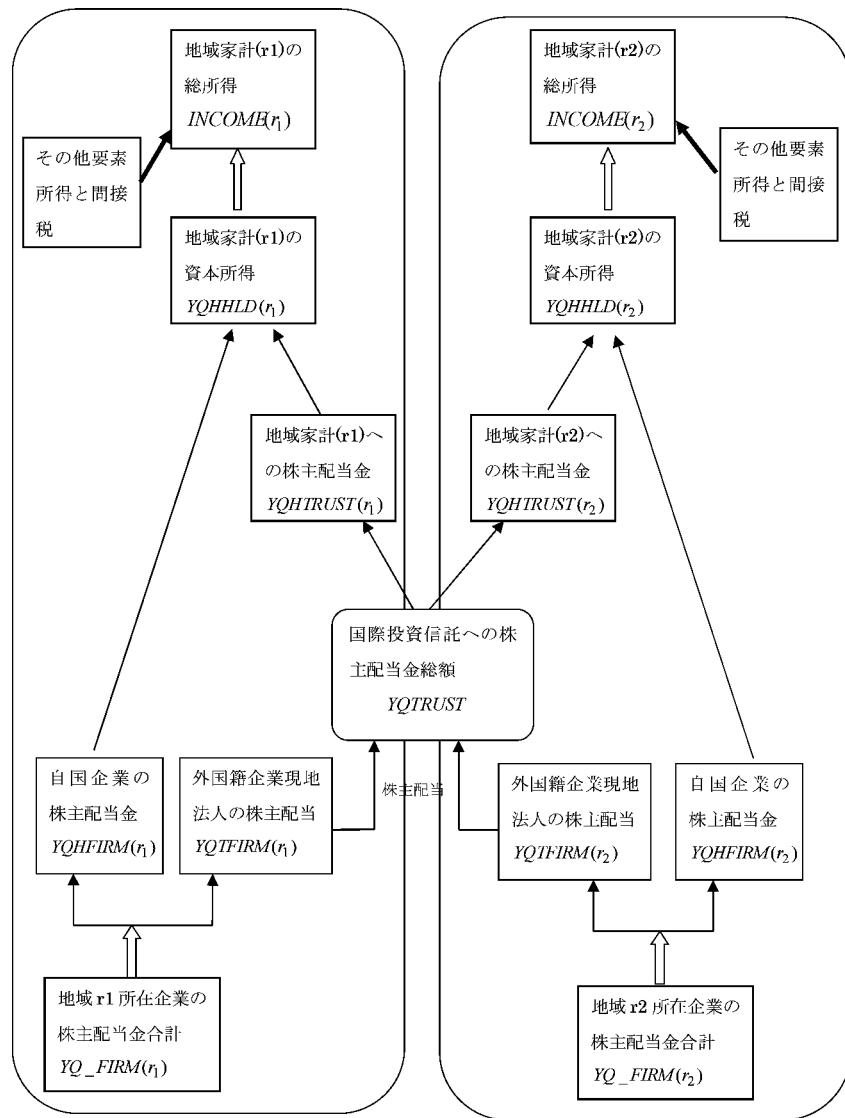 地域家計(r1)の
総所得
INCOME(r1)
地域家計(r2)の
総所得
INCOME(r2)
その他要素
所得と間接
税
その他要素
所得と間接
税
地域家計(r1)の
資本所得
YQHHLD(r1)
地域家計(r2)の
資本所得
YQHHLD(r2)
地域家計(r1)へ
の株主配当金
YQHTRUST(r1)
地域家計(r2)へ
の株主配当金
YQHTRUST(r2)
国際投資信託への株
主配当金総額
YQTRUST
自国企業の
株主配当金
YQHFIRM(r1)
外国籍企業現地
法人の株主配当
YQTFIRM(r1)
株主配当
外国籍企業現地
法人の株主配当
YQTFIRM(r2)
自国企業の
株主配当金
YQHFIRM(r2)
地域 r1 所在企業の
株主配当金合計
YQ_FIRM(r1)
地域 r2 所在企業の
株主配当金合計
YQ_FIRM(r2)